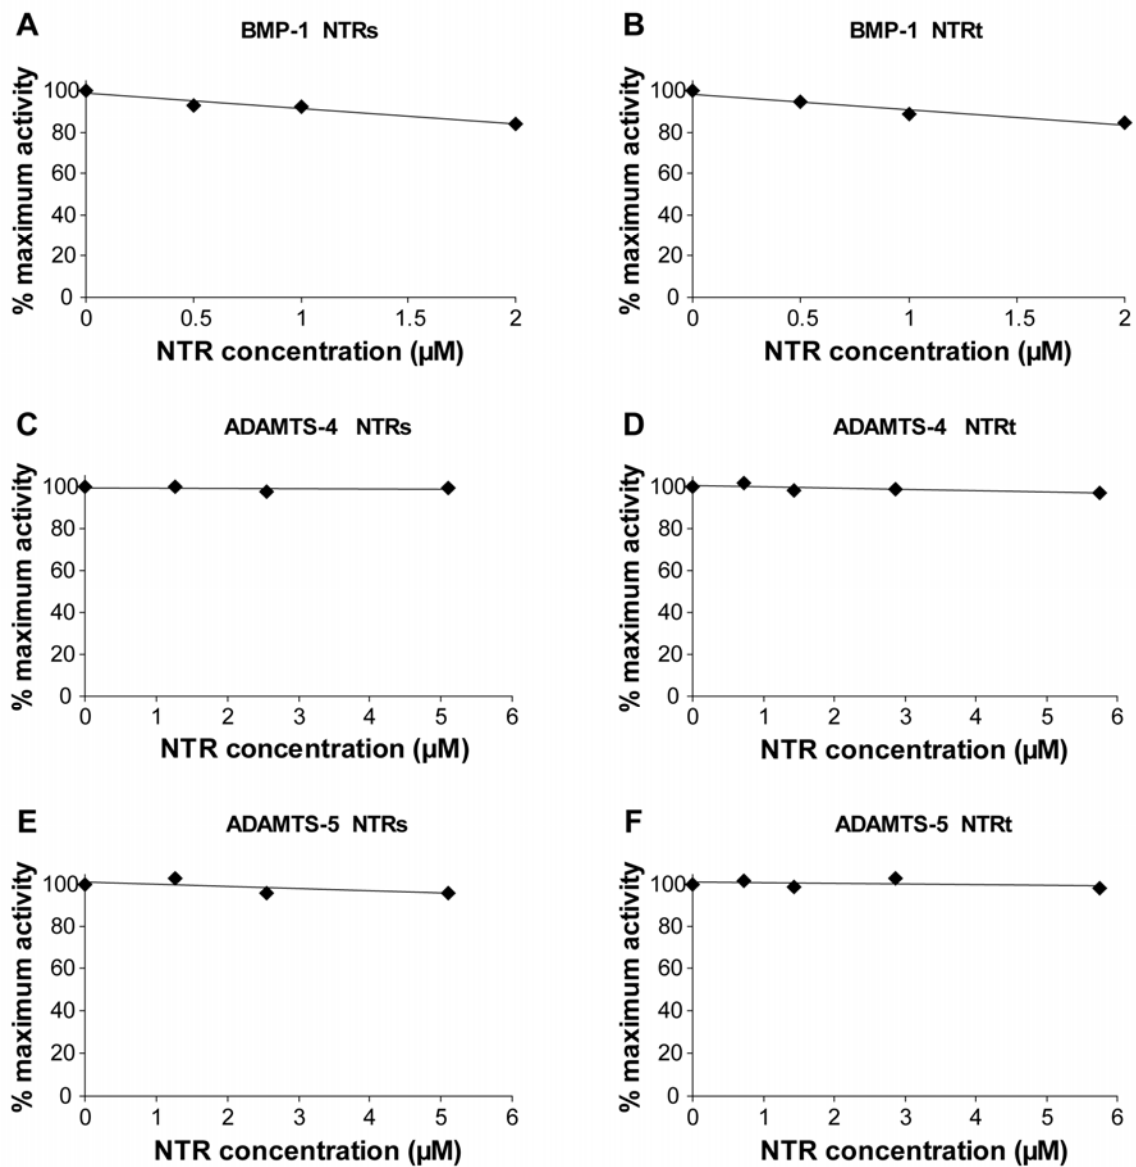 A
BMP-1 NTRs
% maximum activity
100
80
60
40
20
0
0 0.5 1 1.5 2
NTR concentration (µM)
B
BMP-1 NTRt
% maximum activity
100
80
60
40
20
0
0 0.5 1 1.5 2
NTR concentration (µM)
C
ADAMTS-4 NTRs
% maximum activity
100
80
60
40
20
0
0 1 2 3 4 5 6
NTR concentration (µM)
D
ADAMTS-4 NTRt
% maximum activity
100
80
60
40
20
0
0 1 2 3 4 5 6
NTR concentration (µM)
E
ADAMTS-5 NTRs
% maximum activity
100
80
60
40
20
0
0 1 2 3 4 5 6
NTR concentration (µM)
F
ADAMTS-5 NTRt
% maximum activity
100
80
60
40
20
0
0 1 2 3 4 5 6
NTR concentration (µM)